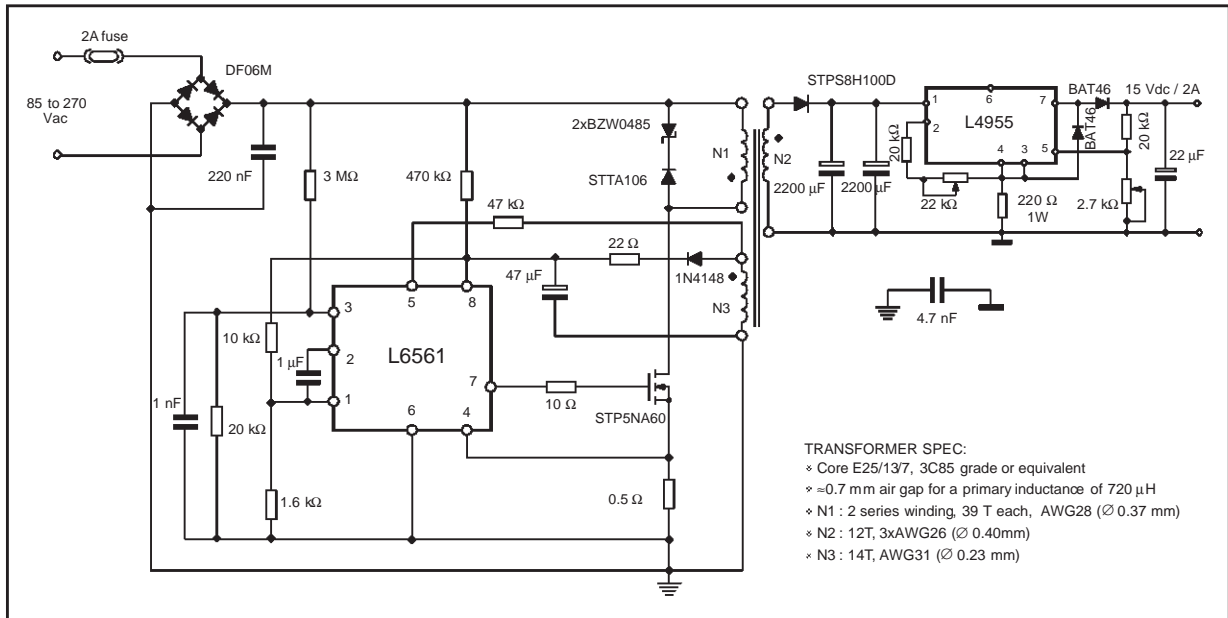 2A fuse
DF06M
85 to 270
Vac
220 nF
3 MΩ
470 kΩ
2xBZW0485
STTA106
N1
N2
STPS8H100D
2200 µF
2200 µF
1
2
6
7
L4955
4
3
5
20 kΩ
22 kΩ
220 Ω
1W
BAT46
BAT46
15 Vdc / 2A
20 kΩ
22 µF
2.7 kΩ
47 kΩ
22 Ω
1N4148
47 µF
N3
4.7 nF
3
5
8
2
L6561
7
1
6
4
10 kΩ
1 µF
1 nF
20 kΩ
1.6 kΩ
10 Ω
STP5NA60
0.5 Ω
TRANSFORMER SPEC:
Core E25/13/7, 3C85 grade or equivalent
≈0.7 mm air gap for a primary inductance of 720 µH
N1 : 2 series winding, 39 T each, AWG28 (∅ 0.37 mm)
N2 : 12T, 3xAWG26 (∅ 0.40mm)
N3 : 14T, AWG31 (∅ 0.23 mm)